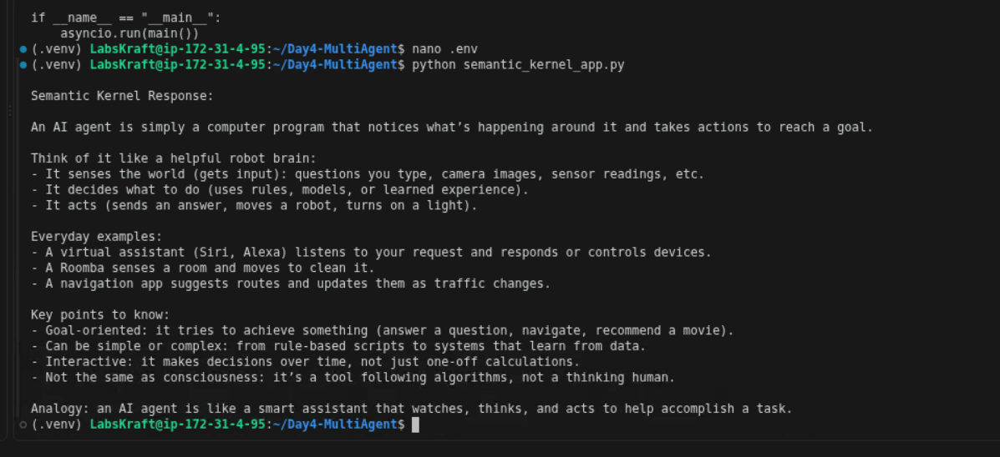 if __name__ == "__main__":
    asyncio.run(main())
(.venv) LabsKraft@ip-172-31-4-95:~/Day4-MultiAgent$ nano .env
(.venv) LabsKraft@ip-172-31-4-95:~/Day4-MultiAgent$ python semantic_kernel_app.py
Semantic Kernel Response:
An AI agent is simply a computer program that notices what’s happening around it and takes actions to reach a goal.
Think of it like a helpful robot brain:
- It senses the world (gets input): questions you type, camera images, sensor readings, etc.
- It decides what to do (uses rules, models, or learned experience).
- It acts (sends an answer, moves a robot, turns on a light).
Everyday examples:
- A virtual assistant (Siri, Alexa) listens to your request and responds or controls devices.
- A Roomba senses a room and moves to clean it.
- A navigation app suggests routes and updates them as traffic changes.
Key points to know:
- Goal-oriented: it tries to achieve something (answer a question, navigate, recommend a movie).
- Can be simple or complex: from rule-based scripts to systems that learn from data.
- Interactive: it makes decisions over time, not just one-off calculations.
- Not the same as consciousness: it’s a tool following algorithms, not a thinking human.
Analogy: an AI agent is like a smart assistant that watches, thinks, and acts to help accomplish a task.
(.venv) LabsKraft@ip-172-31-4-95:~/Day4-MultiAgent$